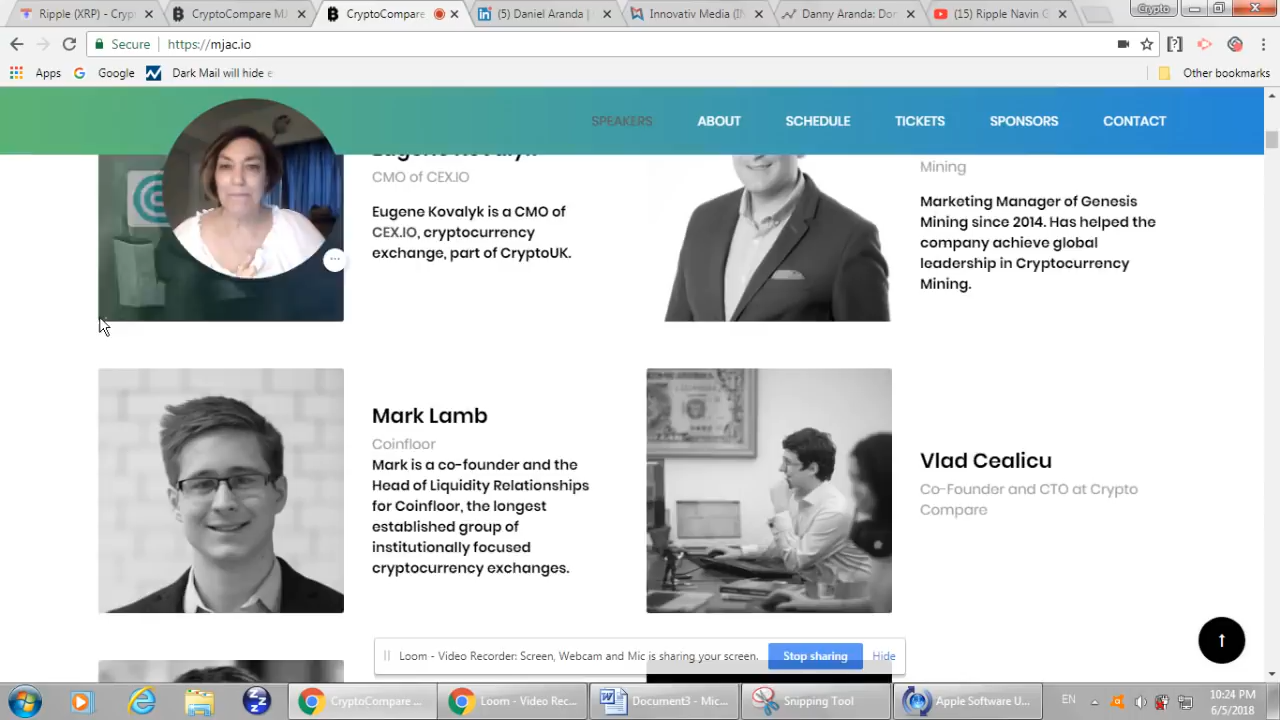 Ripple (XRP) - Cryp
CryptoCompare M
CryptoCompare
(5) Daniel Aranda |
Innovativ Media (IN
Danny Aranda: Dor
(15) Ripple Navin G
Crypto
Secure
https://mjac.io
Apps
Google
Dark Mail will hide e
Other bookmarks
SPEAKERS
ABOUT
SCHEDULE
TICKETS
SPONSORS
CONTACT
Eugene Kovalyk
CMO of CEX.IO
Eugene Kovalyk is a CMO of
CEX.IO, cryptocurrency
exchange, part of CryptoUK.
Mining
Marketing Manager of Genesis
Mining since 2014. Has helped the
company achieve global
leadership in Cryptocurrency
Mining.
Mark Lamb
Coinfloor
Mark is a co-founder and the
Head of Liquidity Relationships
for Coinfloor, the longest
established group of
institutionally focused
cryptocurrency exchanges.
Vlad Cealicu
Co-Founder and CTO at Crypto
Compare
Loom - Video Recorder: Screen, Webcam and Mic is sharing your screen.
Stop sharing
Hide
CryptoCompare ...
Loom - Video Rec...
Document3 - Mic...
Snipping Tool
Apple Software U...
EN
10:24 PM
6/5/2018